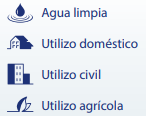 Agua limpia
Utilizo doméstico
Utilizo civil
Utilizo agrícola